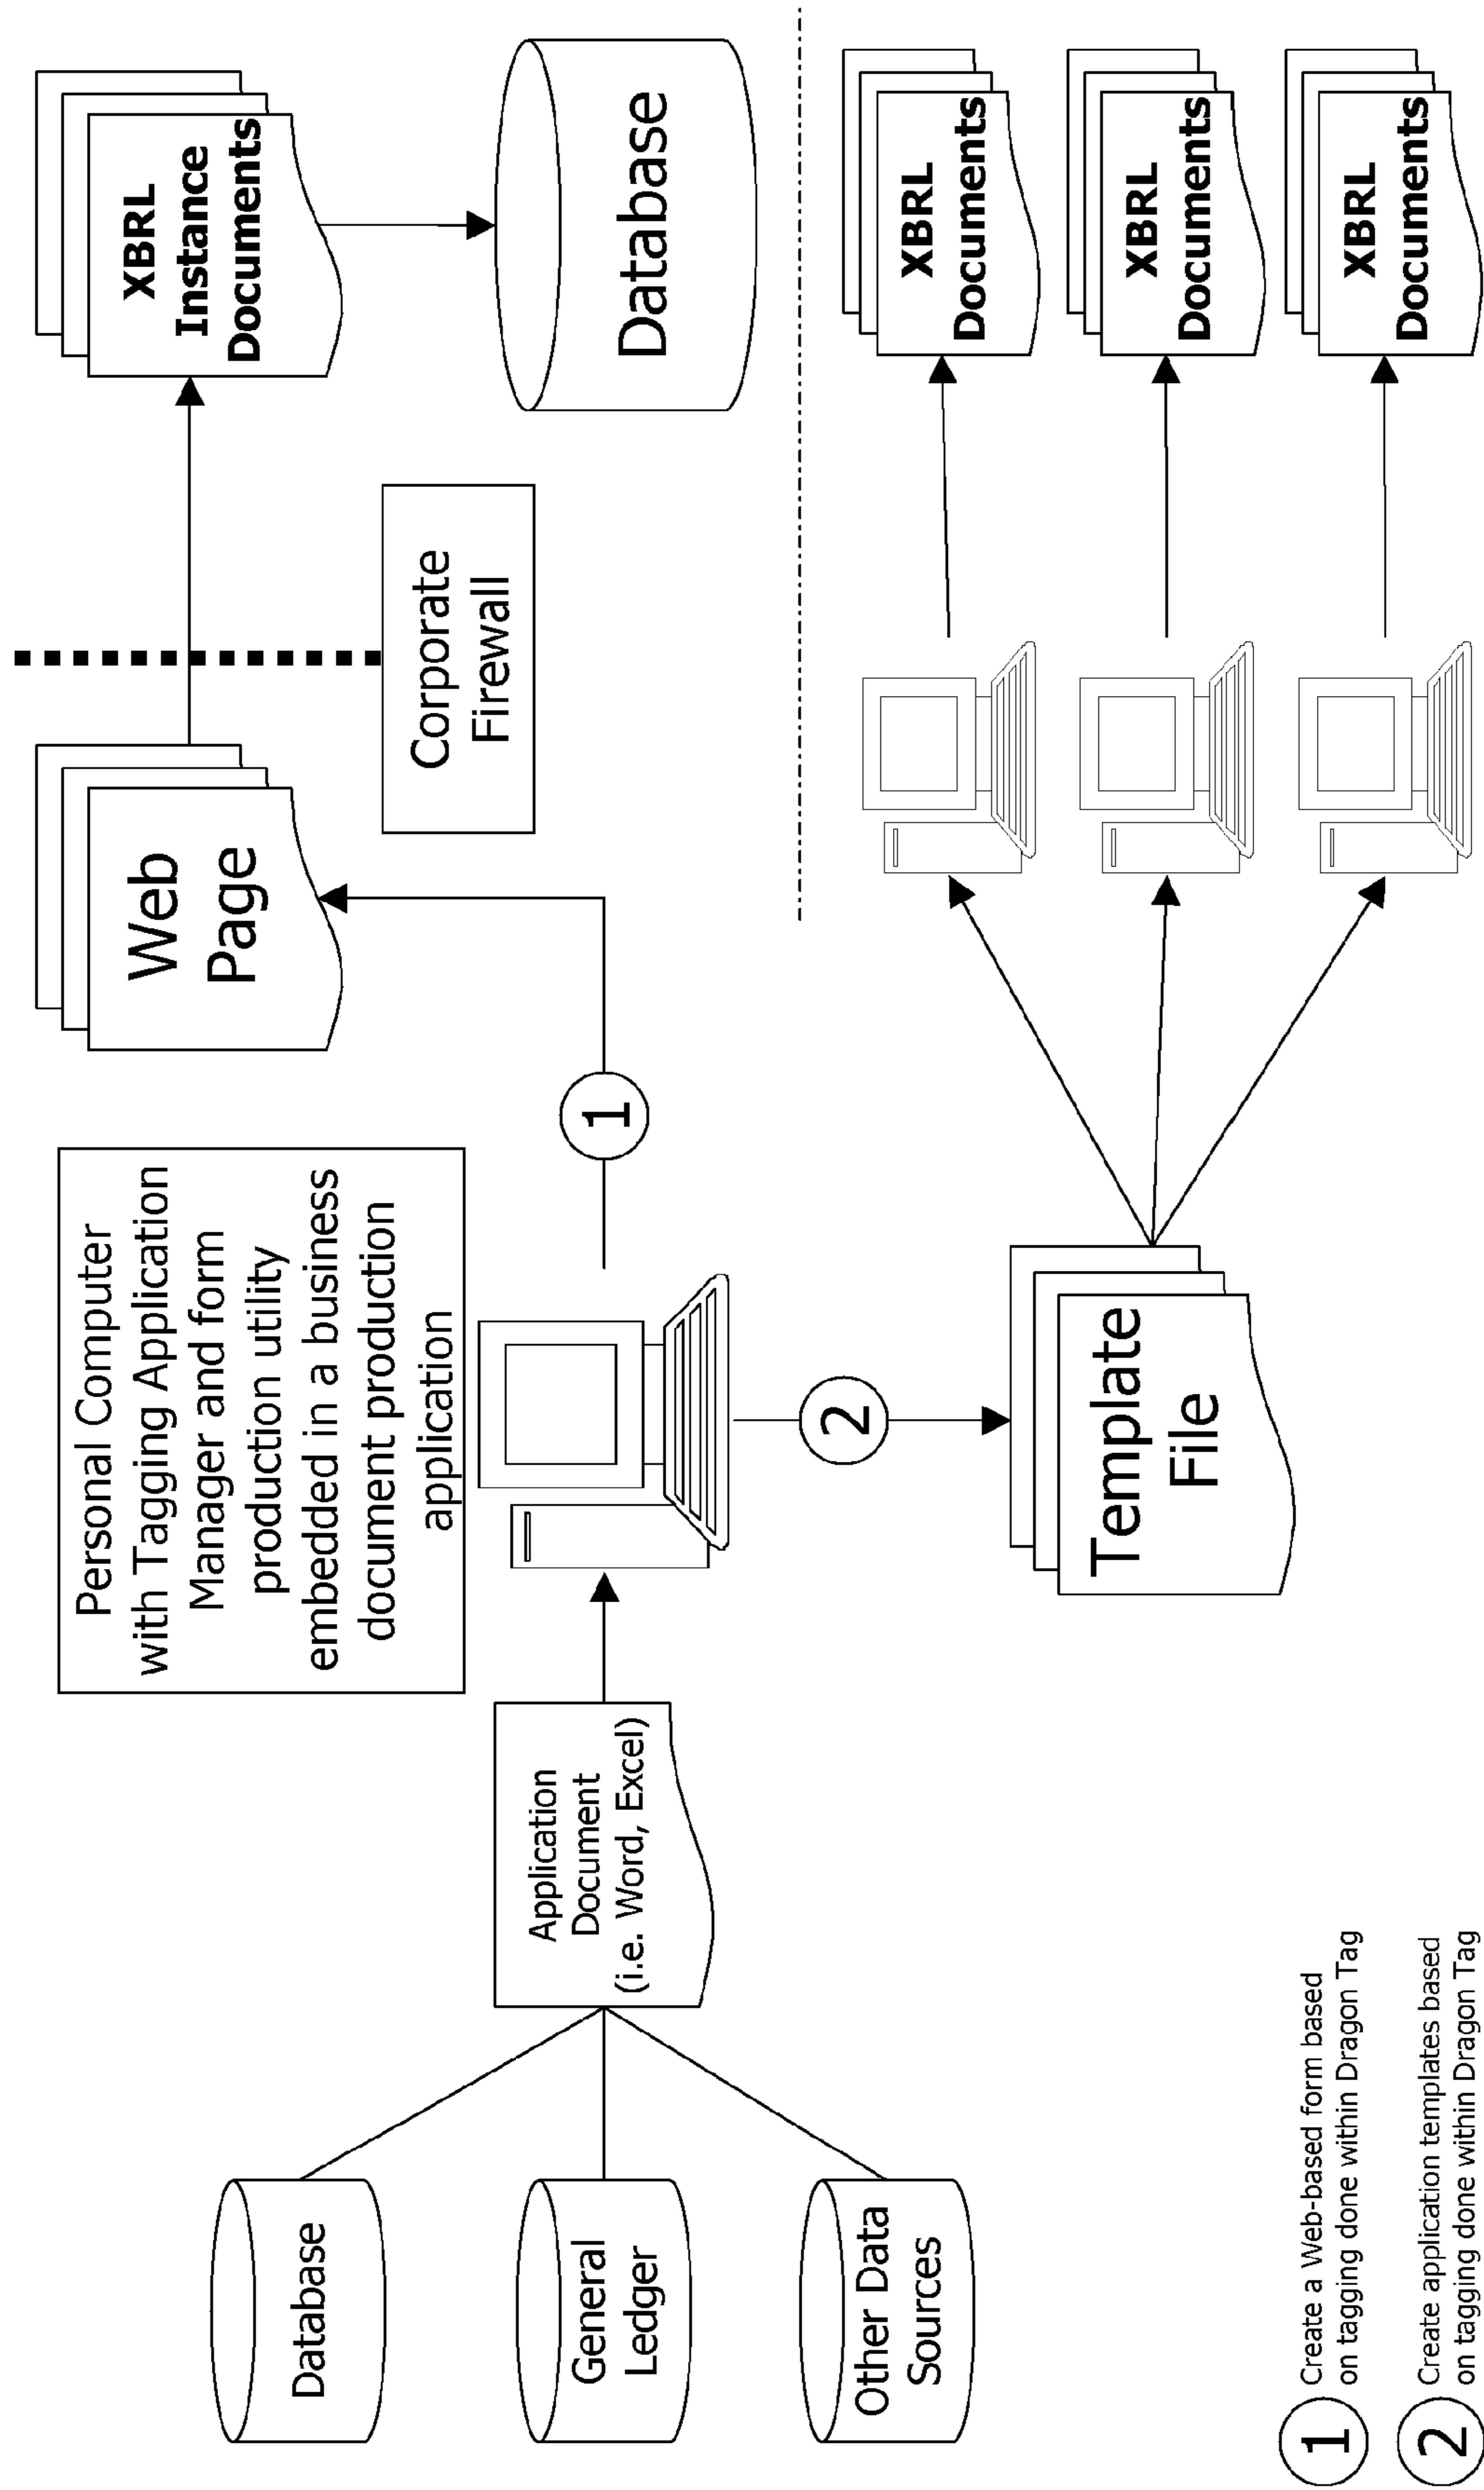 Database
General
Ledger
Other Data
Sources
Application
Document
(i.e. Word, Excel)
Personal Computer
with Tagging Application
Manager and form
production utility
embedded in a business
document production
application
1
2
Web
Page
Corporate
Firewall
XBRL
Instance
Documents
Database
Template
File
XBRL
Documents
XBRL
Documents
XBRL
Documents
1 Create a Web-based form based
on tagging done within Dragon Tag
2 Create application templates based
on tagging done within Dragon Tag